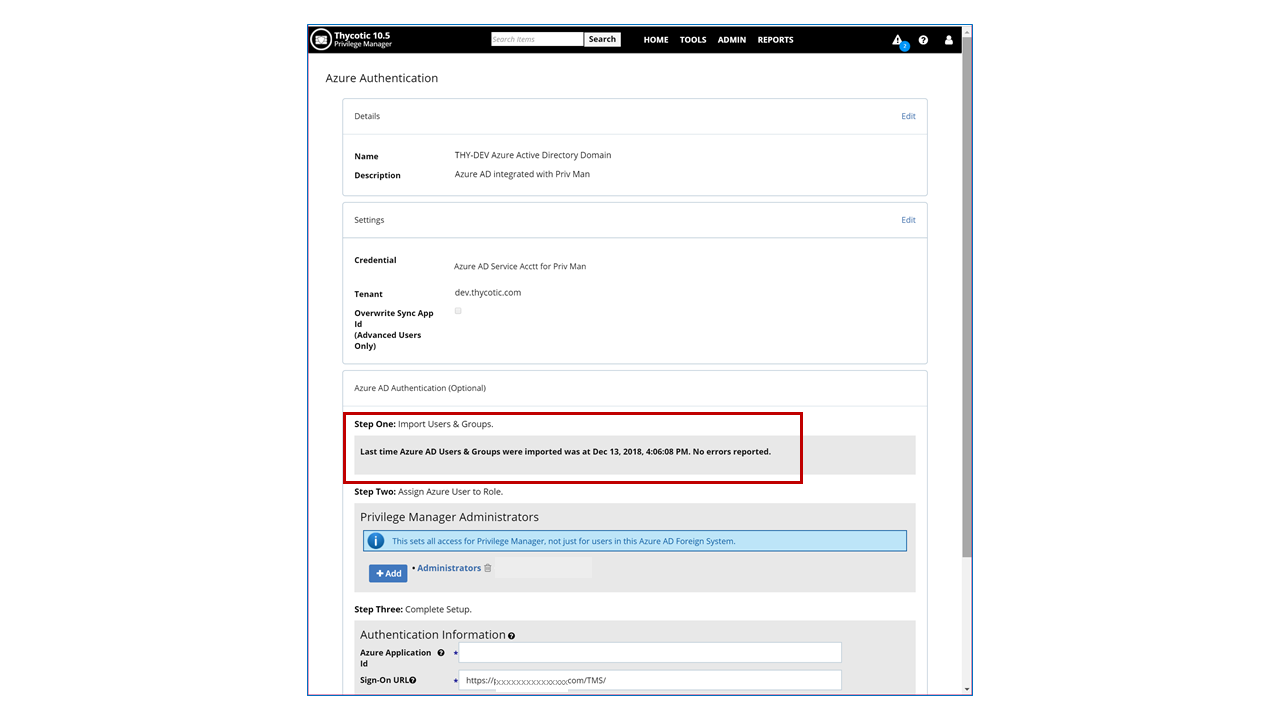 Thycotic 10.5
Privilege Manager
Search Items
Search
HOME TOOLS ADMIN REPORTS
2
Azure Authentication
Details Edit
Name THY-DEV Azure Active Directory Domain
Description Azure AD integrated with Priv Man
Settings Edit
Credential Azure AD Service Acctt for Priv Man
Tenant dev.thycotic.com
Overwrite Sync App
Id
(Advanced Users
Only)
Azure AD Authentication (Optional)
Step One: Import Users & Groups.
Last time Azure AD Users & Groups were imported was at Dec 13, 2018, 4:06:08 PM. No errors reported.
Step Two: Assign Azure User to Role.
Privilege Manager Administrators
This sets all access for Privilege Manager, not just for users in this Azure AD Foreign System.
+ Add • Administrators
Step Three: Complete Setup.
Authentication Information
Azure Application
Id
Sign-On URL https:// xxxxxxxxxxxxxxx.com/TMS/